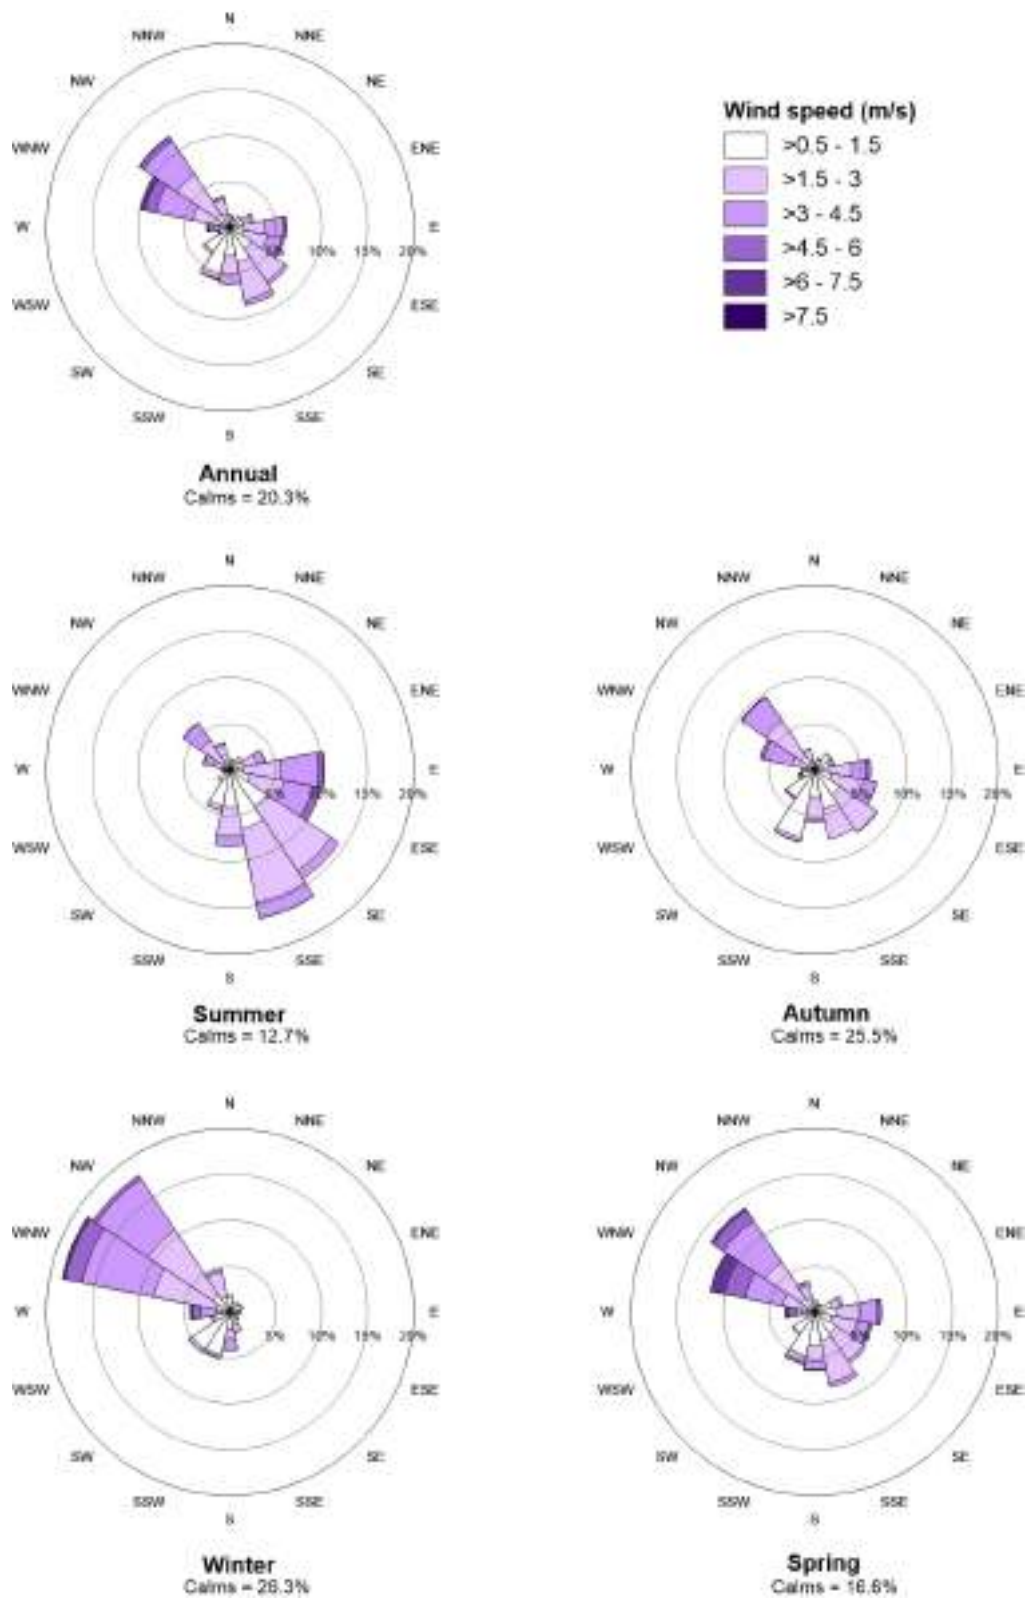 N
NNW NNE
NW NE
WNW ENE
W E
5% 10% 15% 20%
WSW ESE
SW SE
SSW SSE
S
Annual
Calms = 20.3%
Wind speed (m/s)
>0.5 - 1.5
>1.5 - 3
>3 - 4.5
>4.5 - 6
>6 - 7.5
>7.5
N
NNW NNE
NW NE
WNW ENE
W E
5% 10% 15% 20%
WSW ESE
SW SE
SSW SSE
S
Summer
Calms = 12.7%
N
NNW NNE
NW NE
WNW ENE
W E
5% 10% 15% 20%
WSW ESE
SW SE
SSW SSE
S
Autumn
Calms = 25.5%
N
NNW NNE
NW NE
WNW ENE
W E
5% 10% 15% 20%
WSW ESE
SW SE
SSW SSE
S
Winter
Calms = 26.3%
N
NNW NNE
NW NE
WNW ENE
W E
5% 10% 15% 20%
WSW ESE
SW SE
SSW SSE
S
Spring
Calms = 16.6%